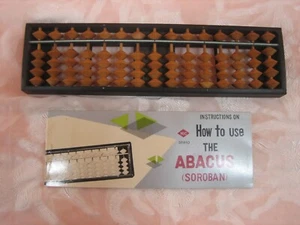 INSTRUCTIONS ON
How to use
THE
ABACUS
(SOROBAN)